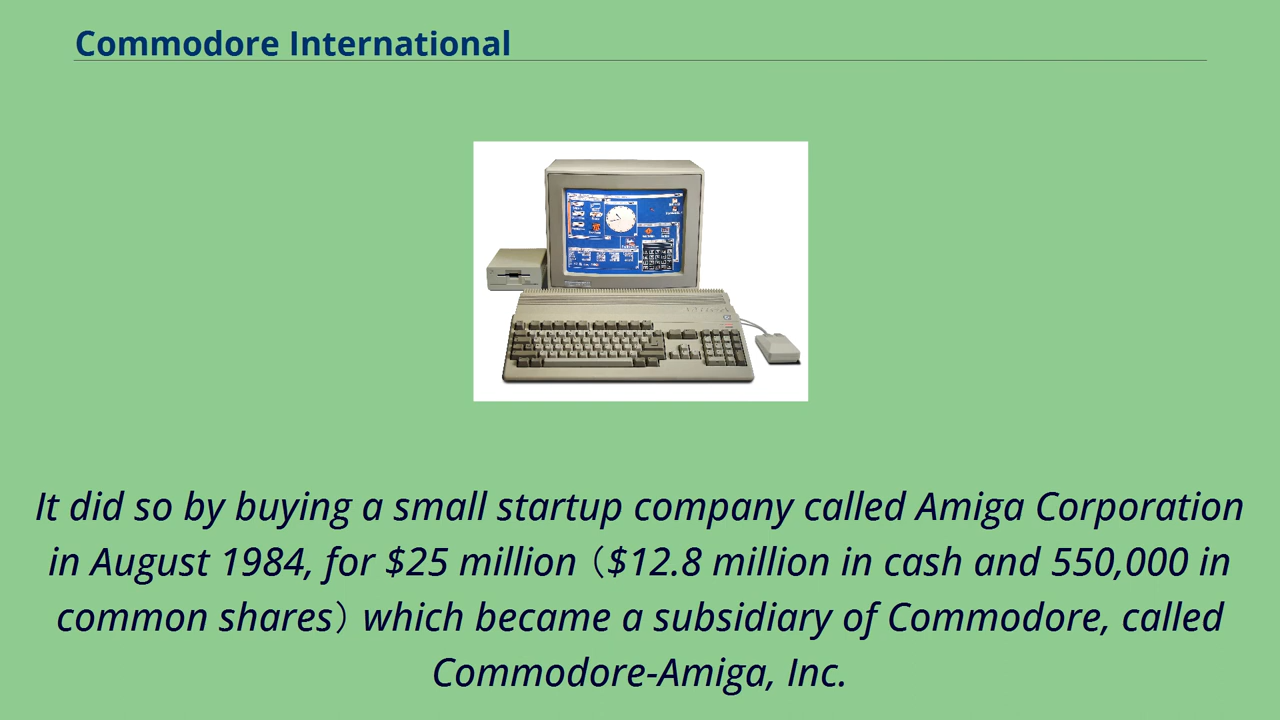 Commodore International
It did so by buying a small startup company called Amiga Corporation
in August 1984, for $25 million（$12.8 million in cash and 550,000 in
common shares）which became a subsidiary of Commodore, called
Commodore-Amiga, Inc.